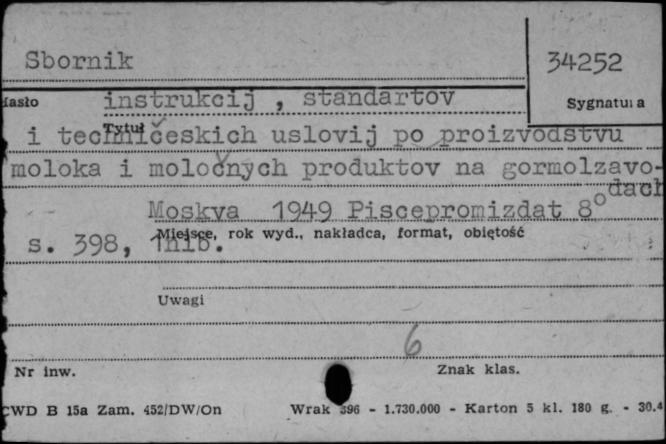 Sbornik
34252
instrukcij , standartov
Sygnatura
Tytuł
i techničeskich uslovij po proizvodstvu
moloka i moločnych produktov na gormolzavo-
dach
Moskva 1949 Piscepromizdat 8°
Miejsce, rok wyd., nakładca, format, objętość
s. 398, 1nlb.
Uwagi
6
Nr inw.
Znak klas.
CWD B 15a Zam. 452/DW/On Wrak 396 - 1.730.000 - Karton 5 kl. 180 g. - 30.4